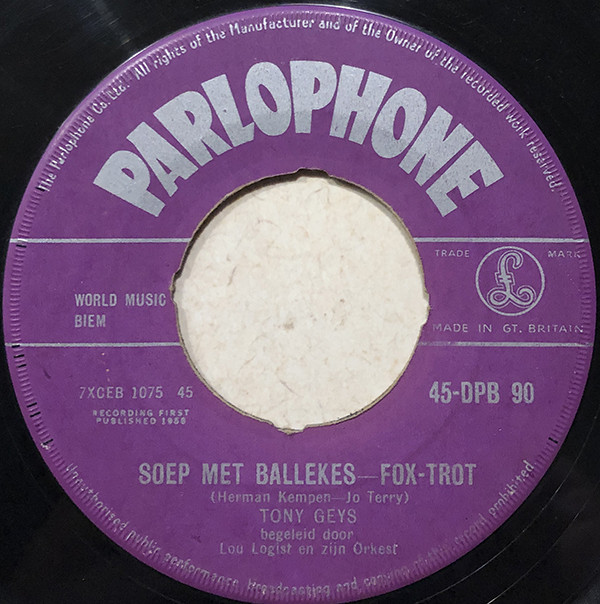 The Parlophone Co. Ltd. All rights of the Manufacturer and of the Owner of the recorded work reserved.
PARLOPHONE
TRADE MARK
£
WORLD MUSIC
BIEM
MADE IN GT. BRITAIN
7XCEB 1075 45
45-DPB 90
RECORDING FIRST
PUBLISHED 1958
SOEP MET BALLEKES—FOX-TROT
(Herman Kempen—Jo Terry)
TONY GEYS
begeleid door
Lou Logist en zijn Orkest
Unauthorised public performance, broadcasting and copying of this record prohibited.